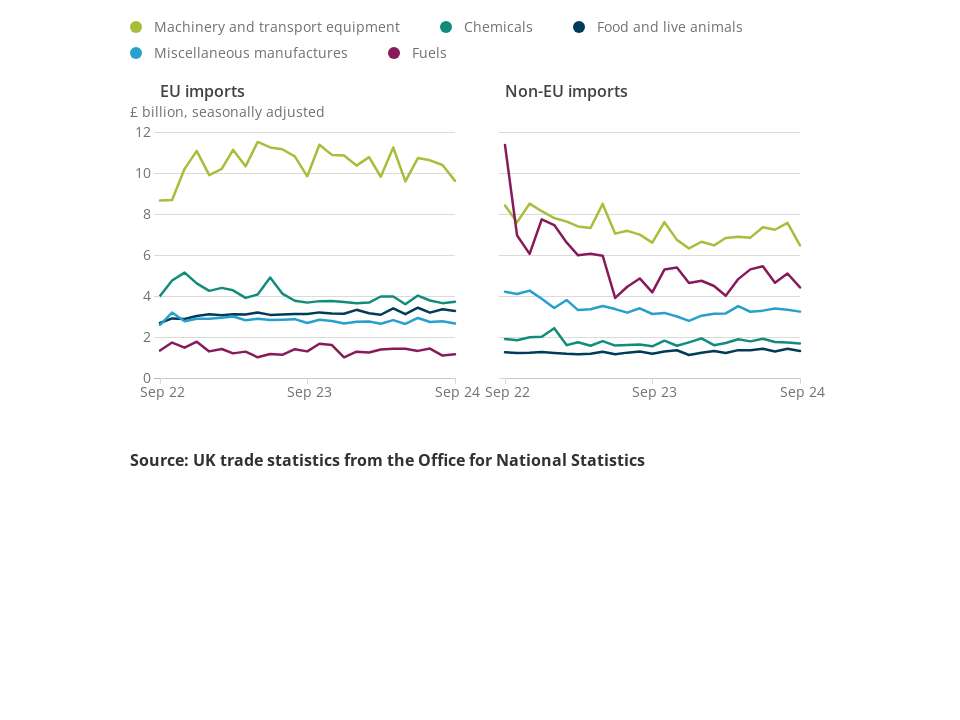 Machinery and transport equipment Chemicals Food and live animals
Miscellaneous manufactures Fuels
EU imports Non-EU imports
£ billion, seasonally adjusted
12
10
8
6
4
2
0
Sep 22 Sep 23 Sep 24 Sep 22 Sep 23 Sep 24
Source: UK trade statistics from the Office for National Statistics